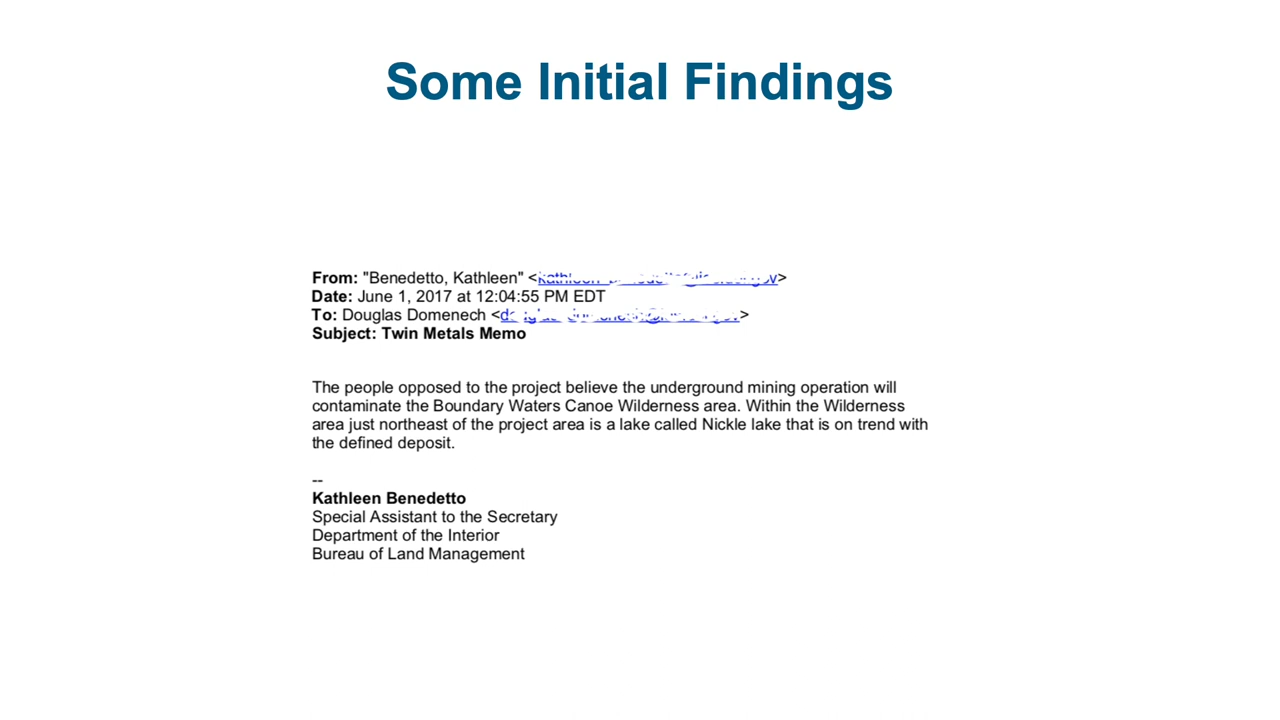 Some Initial Findings
From: "Benedetto, Kathleen" <
Date: June 1, 2017 at 12:04:55 PM EDT
To: Douglas Domenech <
Subject: Twin Metals Memo
The people opposed to the project believe the underground mining operation will
contaminate the Boundary Waters Canoe Wilderness area. Within the Wilderness
area just northeast of the project area is a lake called Nickle lake that is on trend with
the defined deposit.
--
Kathleen Benedetto
Special Assistant to the Secretary
Department of the Interior
Bureau of Land Management